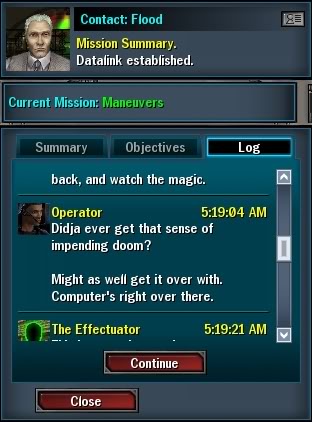 Contact: Flood
Mission Summary.
Datalink established.
Current Mission: Maneuvers
Summary Objectives Log
back, and watch the magic.
Operator 5:19:04 AM
Didja ever get that sense of
impending doom?
Might as well get it over with.
Computer's right over there.
The Effectuator 5:19:21 AM
Continue
Close